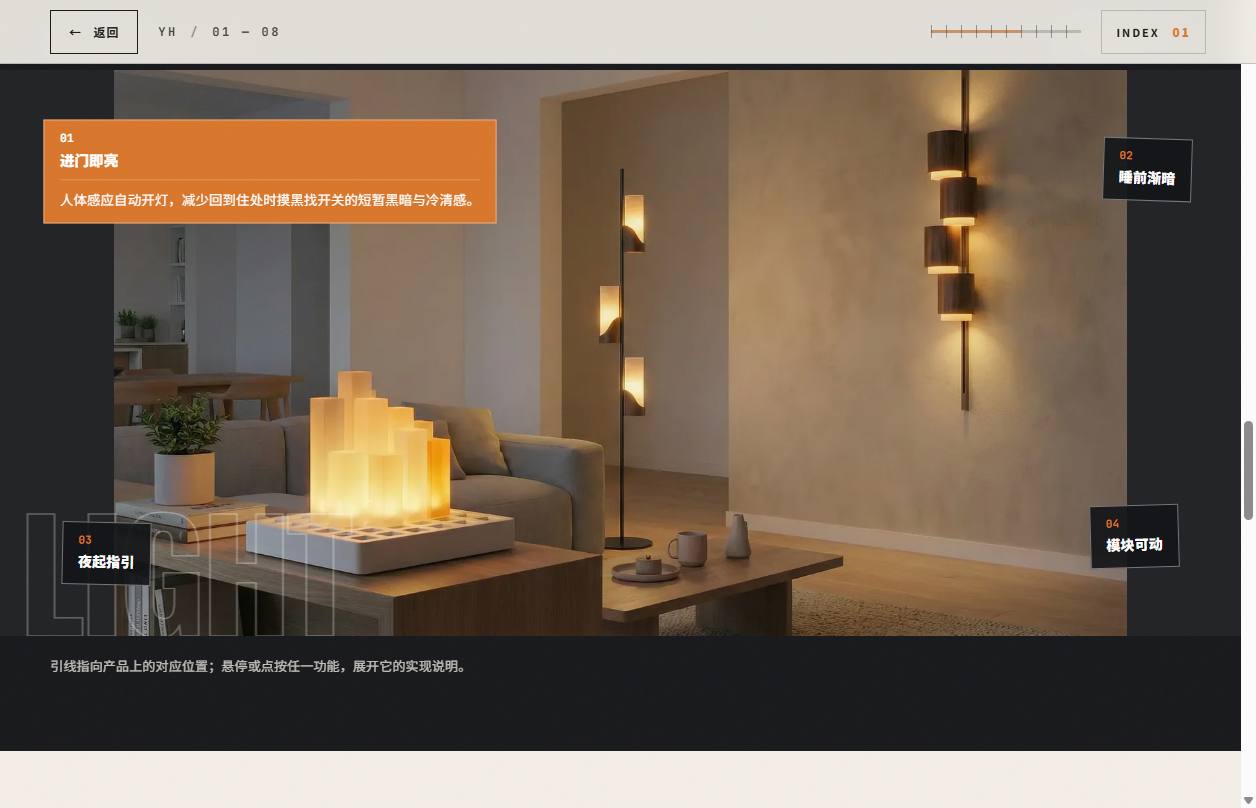 ← 返回
YH / 01 — 08
INDEX 01
01
进门即亮
人体感应自动开灯，减少回到住处时摸黑找开关的短暂黑暗与冷清感。
02
睡前渐暗
LIGHT
03
夜起指引
04
模块可动
引线指向产品上的对应位置；悬停或点按任一功能，展开它的实现说明。